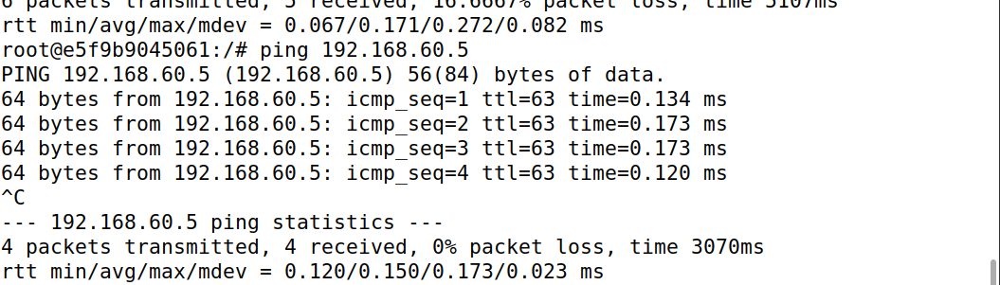 6 packets transmitted, 5 received, 16.6667% packet loss, time 5107ms
rtt min/avg/max/mdev = 0.067/0.171/0.272/0.082 ms
root@e5f9b9045061:/# ping 192.168.60.5
PING 192.168.60.5 (192.168.60.5) 56(84) bytes of data.
64 bytes from 192.168.60.5: icmp_seq=1 ttl=63 time=0.134 ms
64 bytes from 192.168.60.5: icmp_seq=2 ttl=63 time=0.173 ms
64 bytes from 192.168.60.5: icmp_seq=3 ttl=63 time=0.173 ms
64 bytes from 192.168.60.5: icmp_seq=4 ttl=63 time=0.120 ms
^C
--- 192.168.60.5 ping statistics ---
4 packets transmitted, 4 received, 0% packet loss, time 3070ms
rtt min/avg/max/mdev = 0.120/0.150/0.173/0.023 ms